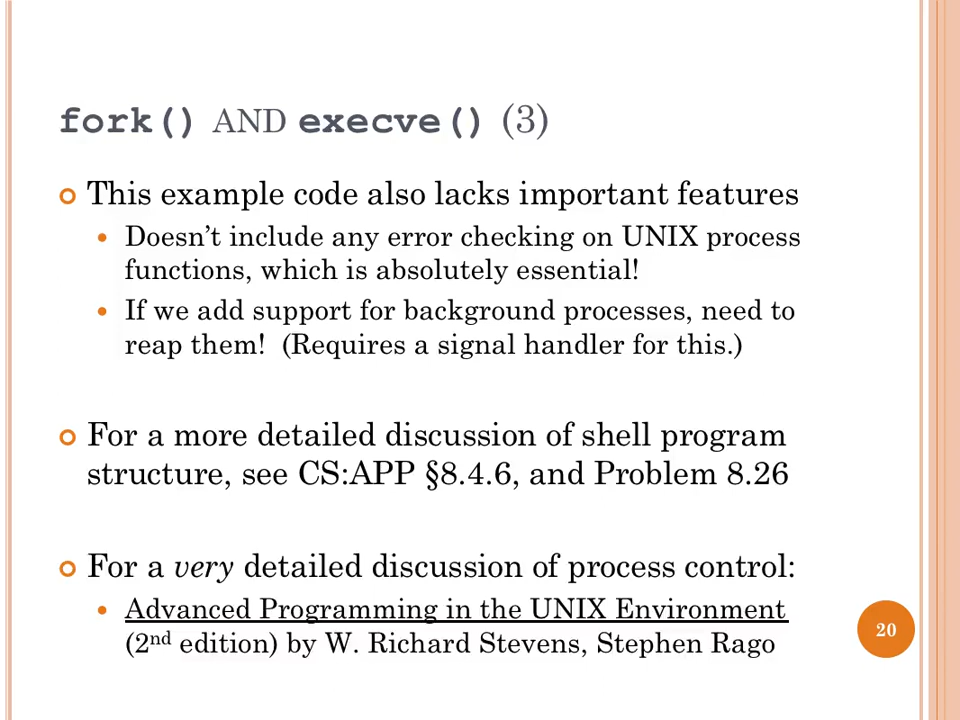 fork() AND execve() (3)
This example code also lacks important features
Doesn't include any error checking on UNIX process
functions, which is absolutely essential!
If we add support for background processes, need to
reap them!  (Requires a signal handler for this.)
For a more detailed discussion of shell program
structure, see CS:APP §8.4.6, and Problem 8.26
For a very detailed discussion of process control:
Advanced Programming in the UNIX Environment
(2nd edition) by W. Richard Stevens, Stephen Rago
20